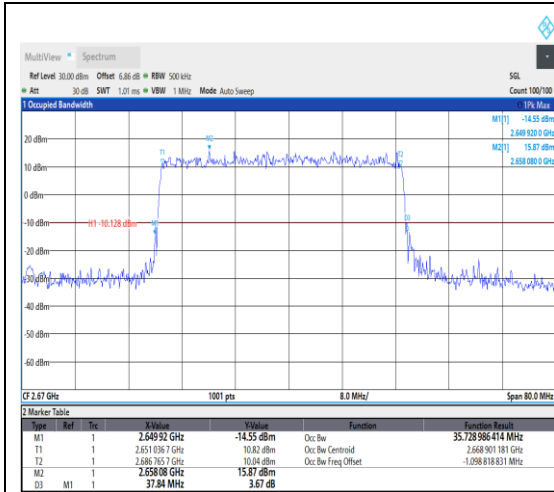 MultiView Spectrum
Ref Level 30.00 dBm Offset 6.86 dB RBW 500 kHz SGL
Att 30 dB SWT 1.01 ms VBW 1 MHz Mode Auto Sweep Count 100/100
1 Occupied Bandwidth 1Pk Max
M1[1] -14.55 dBm
2.649 920 0 GHz
M2[1] 15.87 dBm
2.658 080 0 GHz
20 dBm
T1 M2 T2
10 dBm
0 dBm
H1 -10.128 dBm
-10 dBm
M1 D3
-20 dBm
-30 dBm
-40 dBm
-50 dBm
-60 dBm
CF 2.67 GHz 1001 pts 8.0 MHz/ Span 80.0 MHz
2 Marker Table
Type Ref Trc X-Value Y-Value Function Function Result
M1 1 2.649 92 GHz -14.55 dBm Occ Bw 35.728 986 414 MHz
T1 1 2.651 036 7 GHz 10.82 dBm Occ Bw Centroid 2.668 901 181 GHz
T2 1 2.686 765 7 GHz 10.04 dBm Occ Bw Freq Offset -1.098 818 831 MHz
M2 1 2.658 08 GHz 15.87 dBm
D3 M1 1 37.84 MHz 3.67 dB